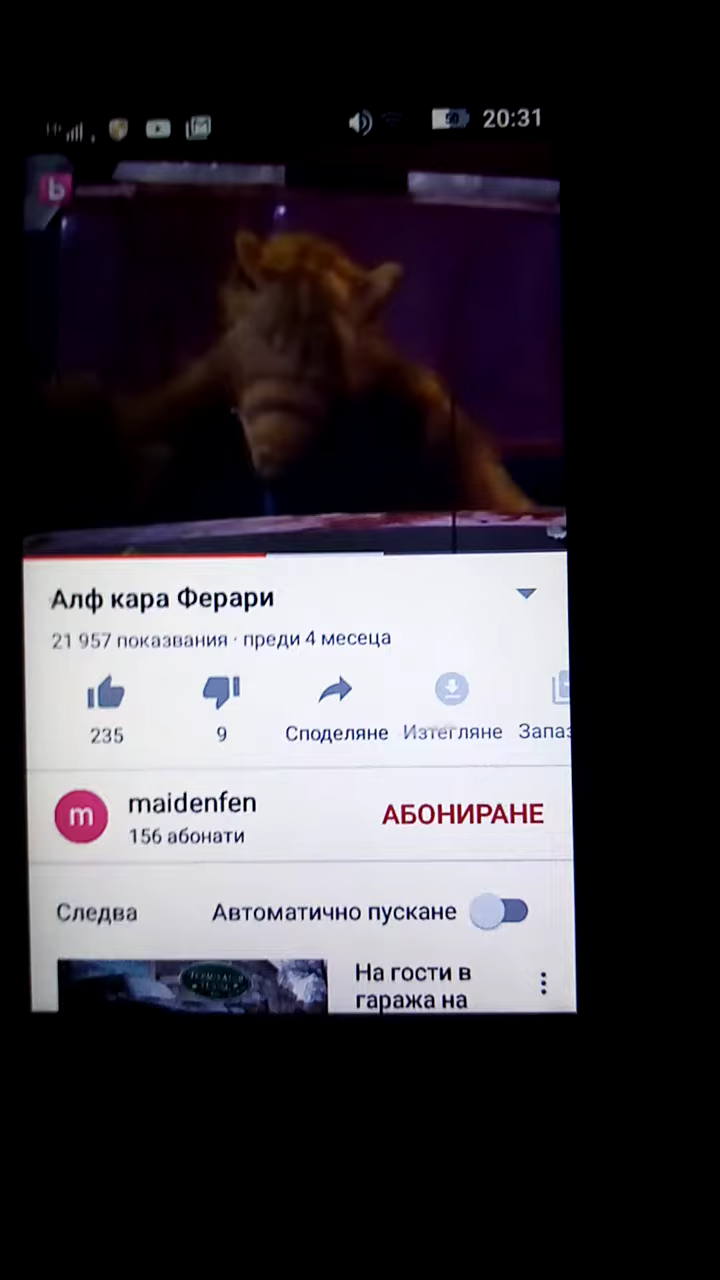 20:31
b
Алф кара Ферари
21 957 показвания · преди 4 месеца
235
9
Споделяне
Изтегляне
Запаз
m
maidenfen
АБОНИРАНЕ
156 абонати
Следва
Автоматично пускане
На гости в
гаража на